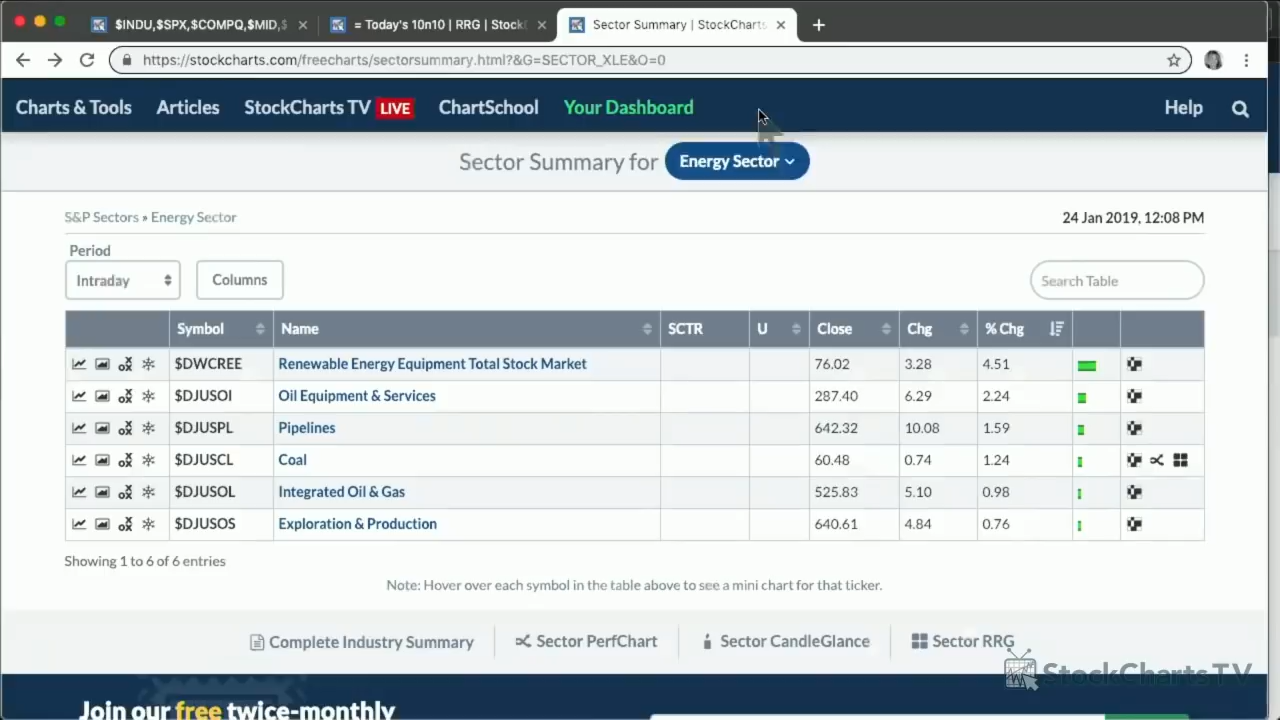 $INDU,$SPX,$COMPQ,$MID,$
= Today's 10n10 | RRG | Stock
Sector Summary | StockCharts
https://stockcharts.com/freecharts/sectorsummary.html?&G=SECTOR_XLE&O=0
Charts & Tools Articles StockCharts TV LIVE ChartSchool Your Dashboard Help
Sector Summary for Energy Sector
S&P Sectors » Energy Sector 24 Jan 2019, 12:08 PM
Period
Intraday Columns Search Table
Symbol Name SCTR U Close Chg % Chg
$DWCREE Renewable Energy Equipment Total Stock Market 76.02 3.28 4.51
$DJUSOI Oil Equipment & Services 287.40 6.29 2.24
$DJUSPL Pipelines 642.32 10.08 1.59
$DJUSCL Coal 60.48 0.74 1.24
$DJUSOL Integrated Oil & Gas 525.83 5.10 0.98
$DJUSOS Exploration & Production 640.61 4.84 0.76
Showing 1 to 6 of 6 entries
Note: Hover over each symbol in the table above to see a mini chart for that ticker.
Complete Industry Summary Sector PerfChart Sector CandleGlance Sector RRG
StockChartsTV
Join our free twice-monthly